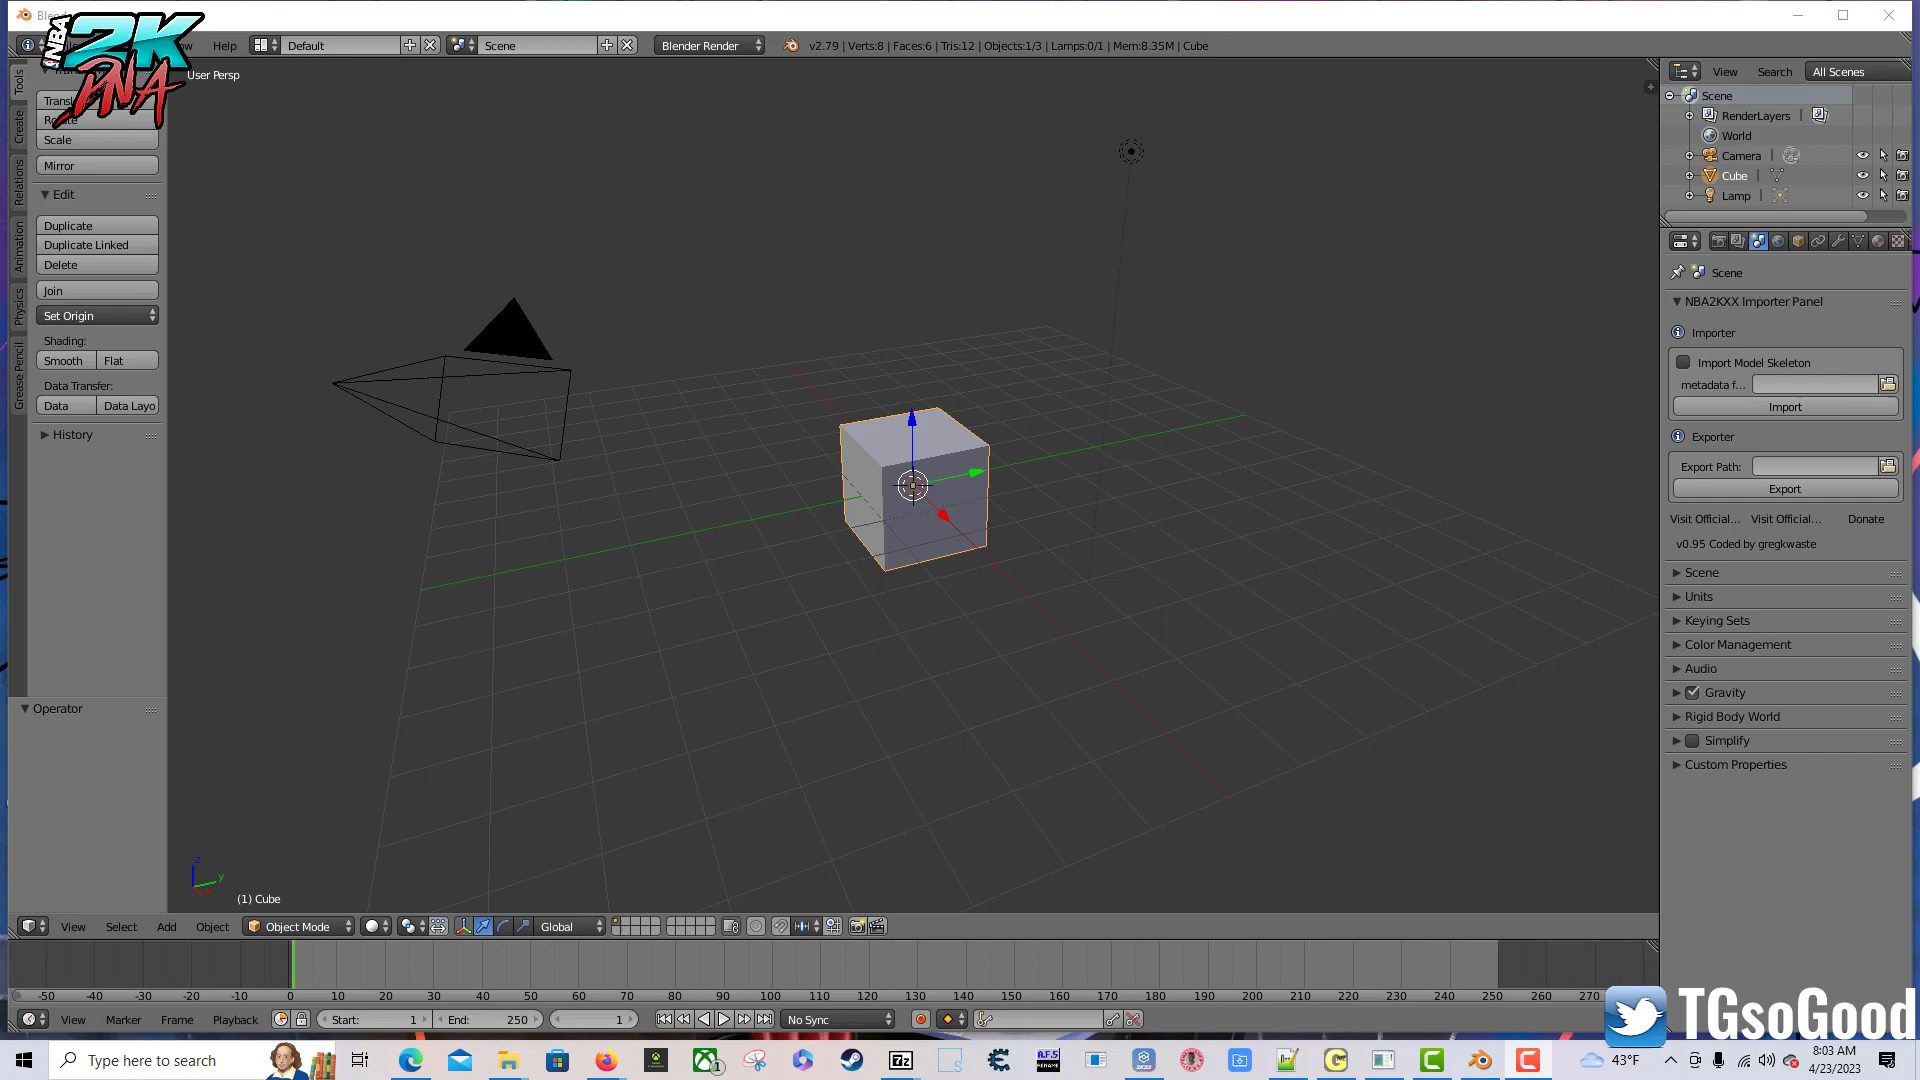 Blen
NBA 2K DNA
Help
Default
Scene
Blender Render
v2.79 | Verts:8 | Faces:6 | Tris:12 | Objects:1/3 | Lamps:0/1 | Mem:8.35M | Cube
User Persp
Tools
Create
Relations
Animation
Physics
Grease Pencil
Transl
Rotate
Scale
Mirror
Edit
Duplicate
Duplicate Linked
Delete
Join
Set Origin
Shading:
Smooth
Flat
Data Transfer:
Data
Data Layo
History
Operator
z
y
(1) Cube
View
Search
All Scenes
Scene
RenderLayers
World
Camera
Cube
Lamp
Scene
NBA2KXX Importer Panel
Importer
Import Model Skeleton
metadata f...
Import
Exporter
Export Path:
Export
Visit Official...
Visit Official...
Donate
v0.95 Coded by gregkwaste
Scene
Units
Keying Sets
Color Management
Audio
Gravity
Rigid Body World
Simplify
Custom Properties
View
Select
Add
Object
Object Mode
Global
-50 -40 -30 -20 -10 0 10 20 30 40 50 60 70 80 90 100 110 120 130 140 150 160 170 180 190 200 210 220 230 240 250 260 270
View
Marker
Frame
Playback
Start: 1
End: 250
1
No Sync
TGsoGood
Type here to search
1
7z
A.F.5
RENAME
2K23
43°F
8:03 AM
4/23/2023